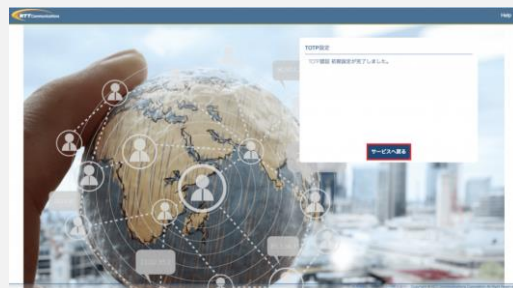 NTT Communications
Help
TOTP設定
TOTP認証 初期設定が完了しました。
サービスへ戻る